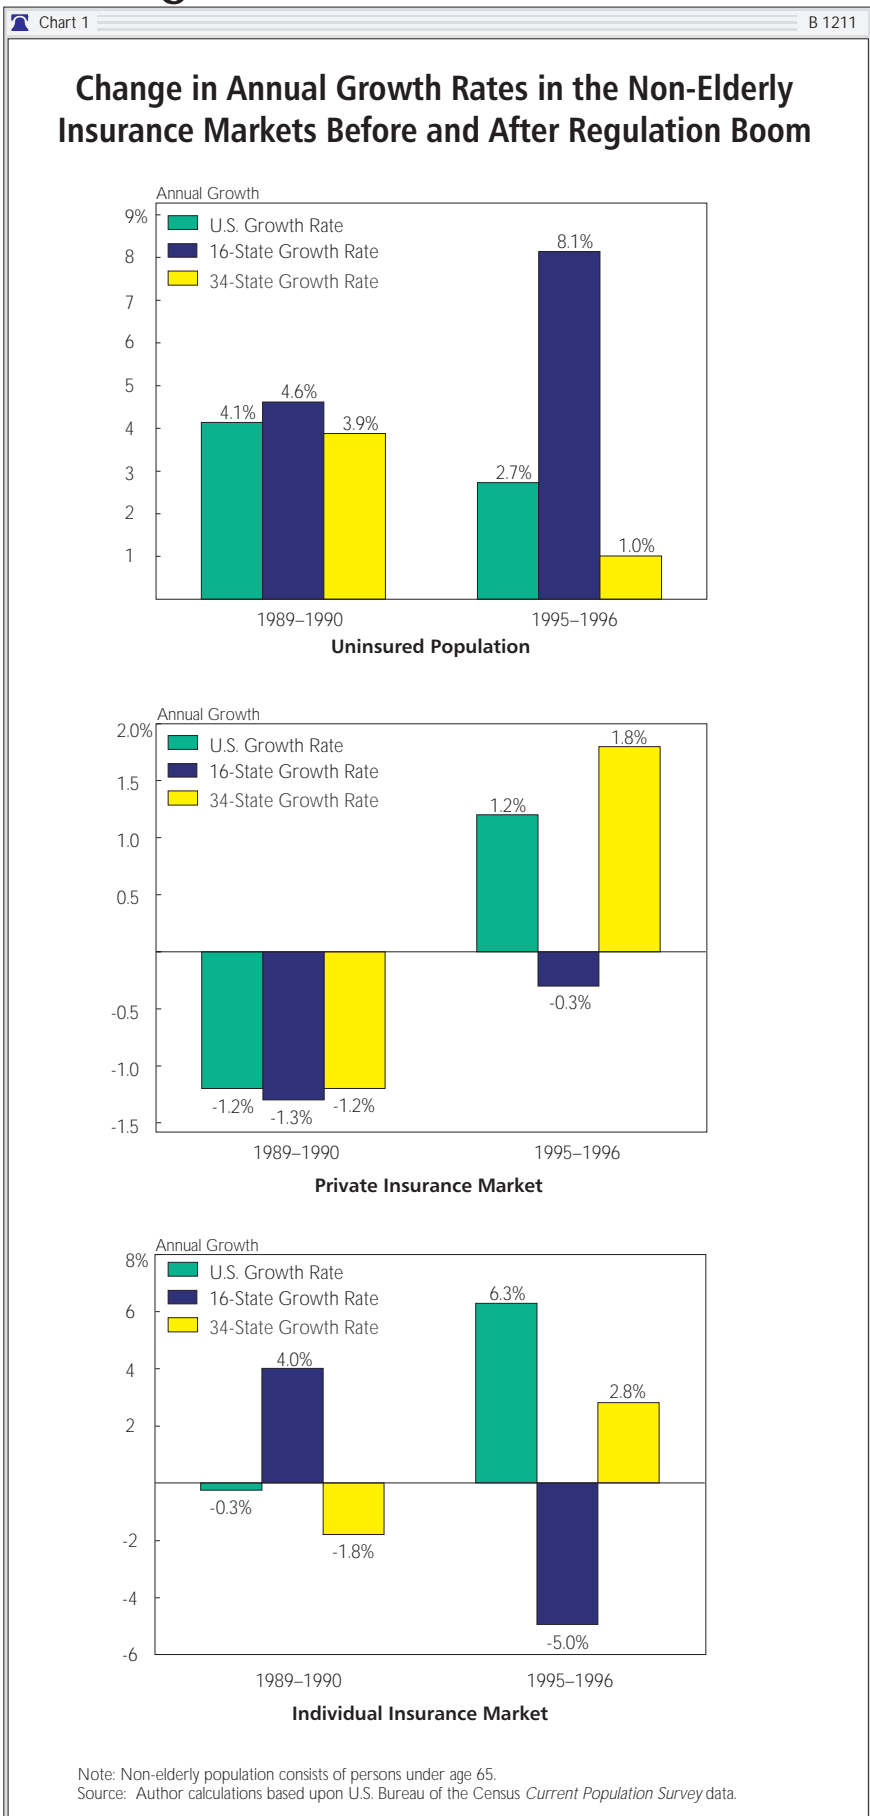 Chart 1
B 1211
Change in Annual Growth Rates in the Non-Elderly
Insurance Markets Before and After Regulation Boom
Annual Growth
9%
8
7
6
5
4
3
2
1
U.S. Growth Rate
16-State Growth Rate
34-State Growth Rate
4.1%
4.6%
3.9%
2.7%
8.1%
1.0%
1989–1990
1995–1996
Uninsured Population
Annual Growth
2.0%
1.5
1.0
0.5
-0.5
-1.0
-1.5
U.S. Growth Rate
16-State Growth Rate
34-State Growth Rate
-1.2%
-1.3%
-1.2%
1.2%
-0.3%
1.8%
1989–1990
1995–1996
Private Insurance Market
Annual Growth
8%
6
4
2
-2
-4
-6
U.S. Growth Rate
16-State Growth Rate
34-State Growth Rate
-0.3%
4.0%
-1.8%
6.3%
-5.0%
2.8%
1989–1990
1995–1996
Individual Insurance Market
Note: Non-elderly population consists of persons under age 65.
Source: Author calculations based upon U.S. Bureau of the Census Current Population Survey data.